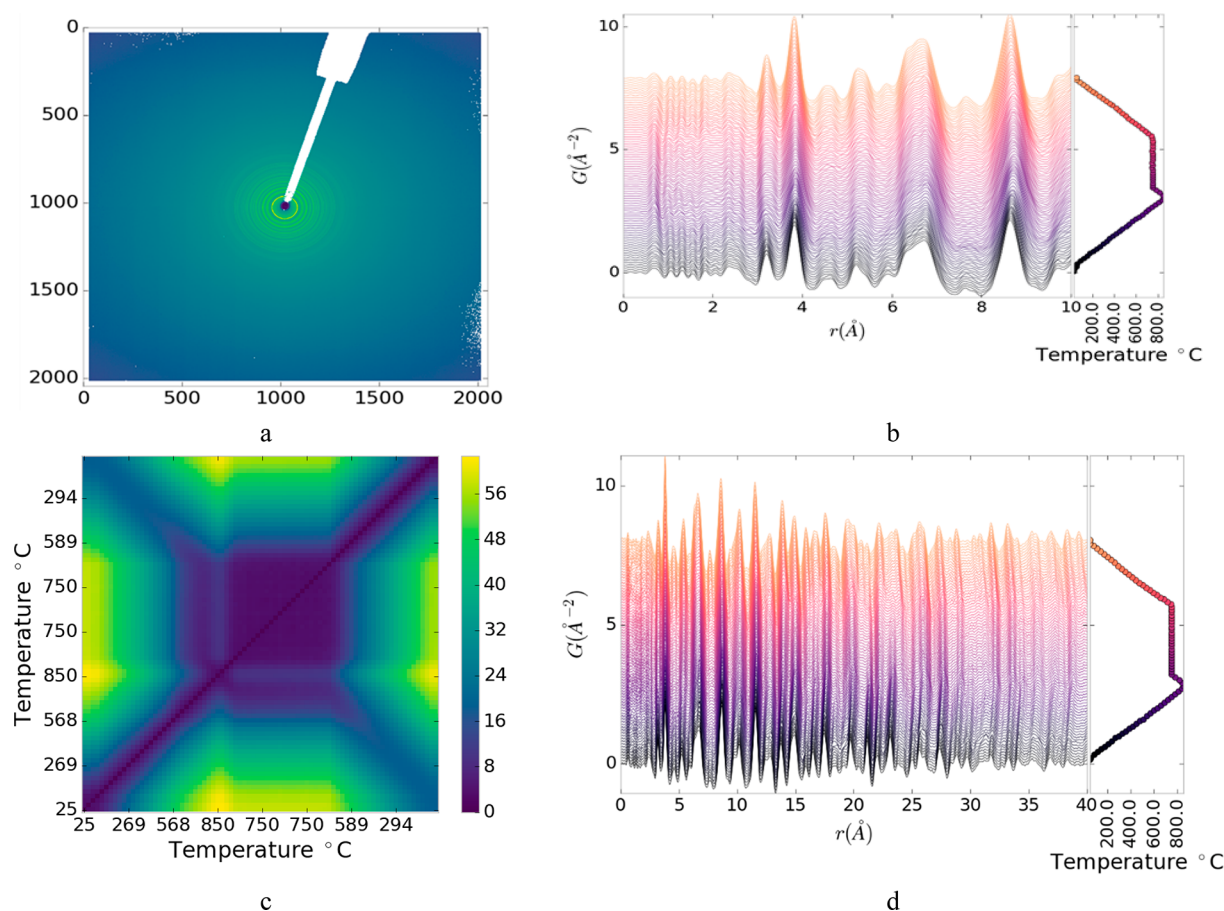 0
500
1000
1500
2000
0 500 1000 1500 2000
a
10
5
0
G(Å⁻²)
0 2 4 6 8 10
r(Å)
200.0 400.0 600.0 800.0
Temperature °C
b
294
589
750
750
850
568
269
25
Temperature °C
25 269 568 850 750 750 589 294
Temperature °C
56
48
40
32
24
16
8
0
c
10
5
0
G(Å⁻²)
0 5 10 15 20 25 30 35 40
r(Å)
200.0 400.0 600.0 800.0
Temperature °C
d